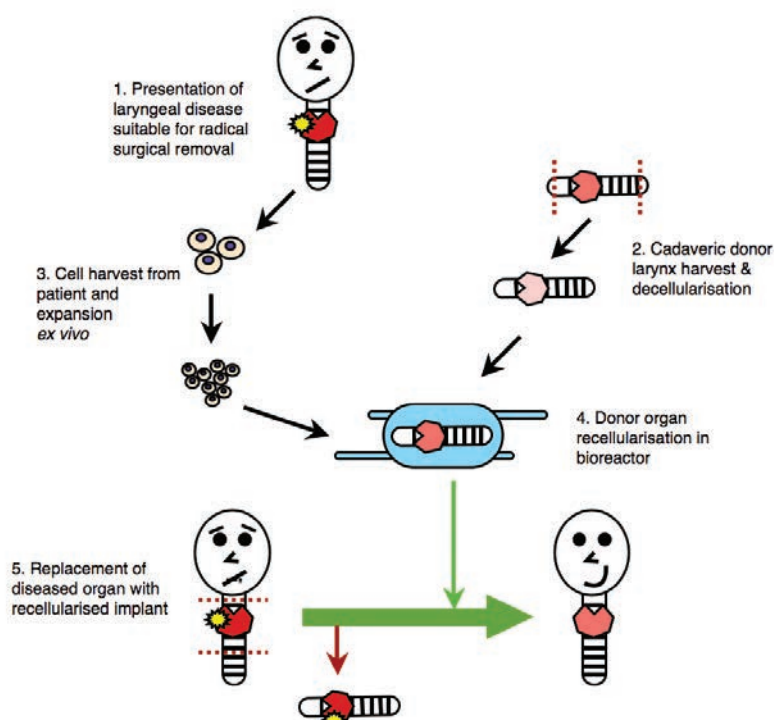 1. Presentation of
laryngeal disease
suitable for radical
surgical removal
2. Cadaveric donor
larynx harvest &
decellularisation
3. Cell harvest from
patient and
expansion
ex vivo
4. Donor organ
recellularisation in
bioreactor
5. Replacement of
diseased organ with
recellularised implant